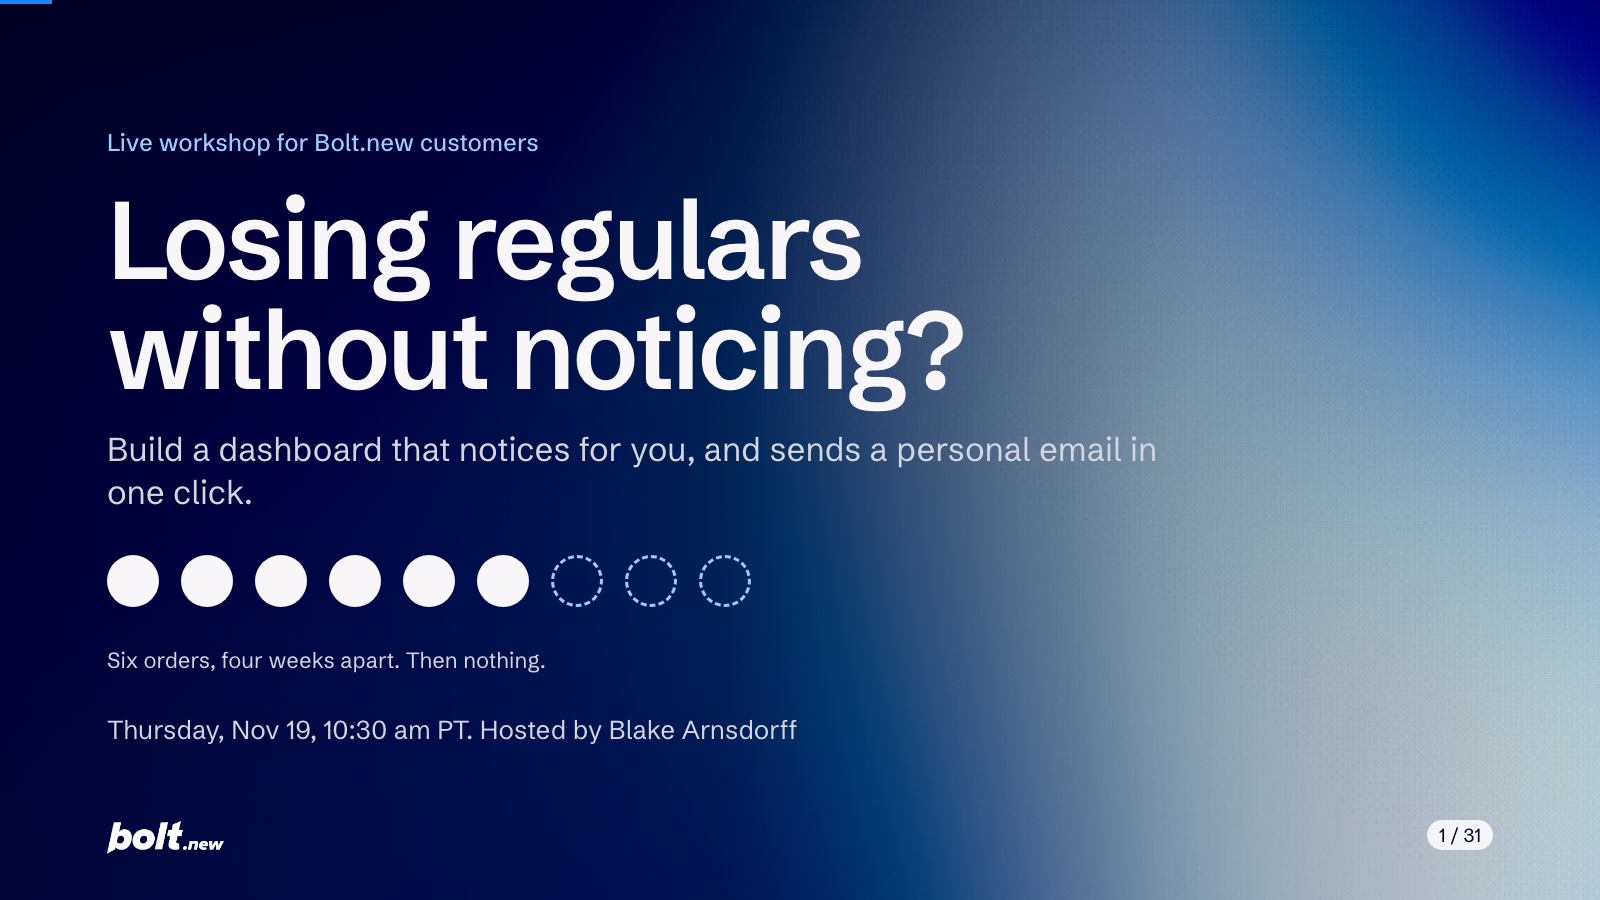 Live workshop for Bolt.new customers
Losing regulars
without noticing?
Build a dashboard that notices for you, and sends a personal email in
one click.
Six orders, four weeks apart. Then nothing.
Thursday, Nov 19, 10:30 am PT. Hosted by Blake Arnsdorff
bolt.new
1 / 31